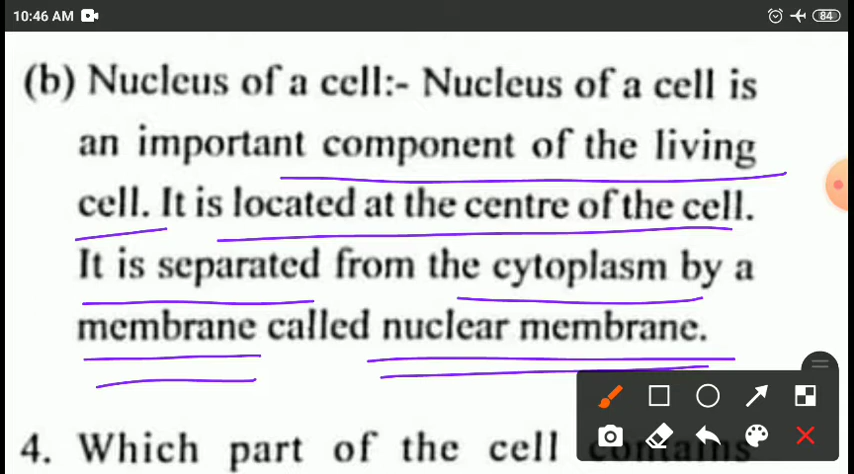 10:46 AM
84
(b) Nucleus of a cell:- Nucleus of a cell is
an important component of the living
cell. It is located at the centre of the cell.
It is separated from the cytoplasm by a
membrane called nuclear membrane.
4. Which part of the cell contains